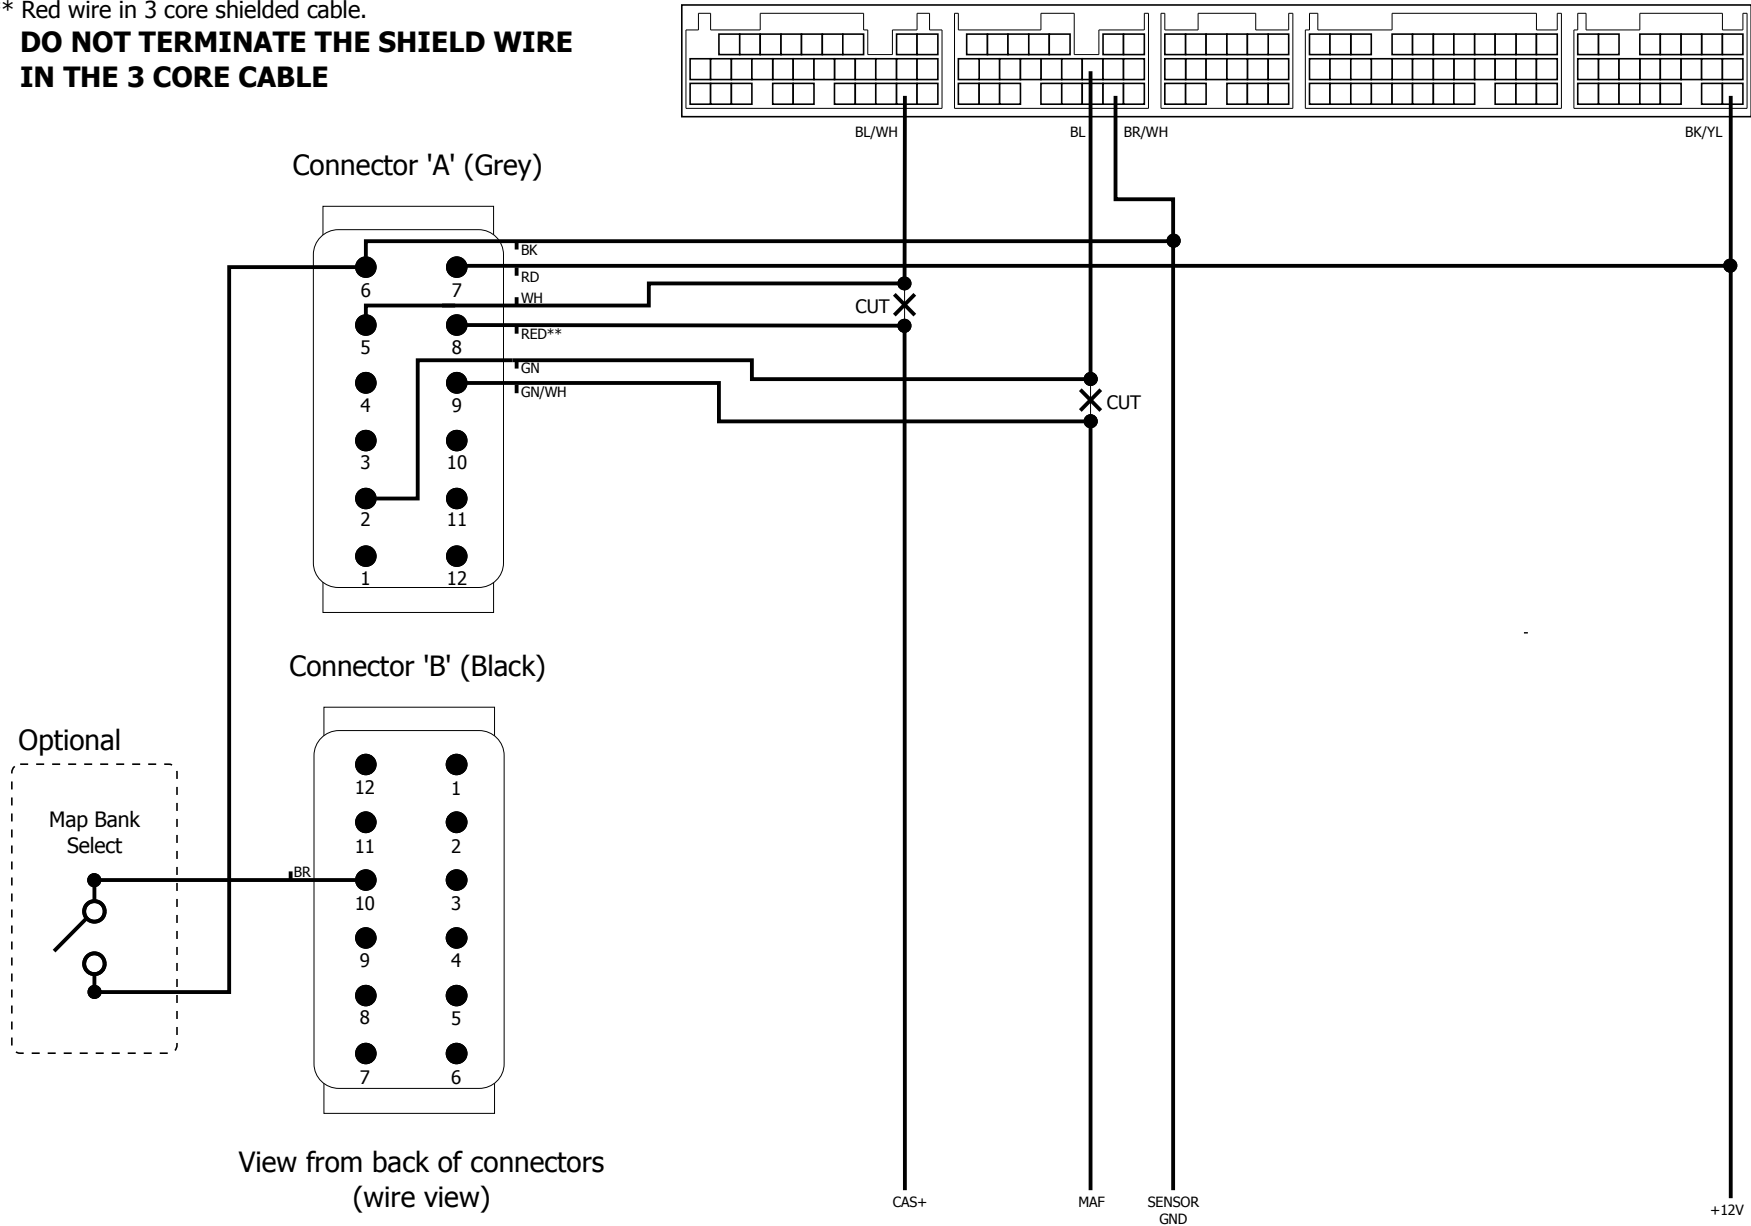 * Red wire in 3 core shielded cable.
DO NOT TERMINATE THE SHIELD WIRE
IN THE 3 CORE CABLE
BL/WH
BL
BR/WH
BK/YL
Connector 'A' (Grey)
BK
RD
WH
RED**
GN
GN/WH
CUT
CUT
6
7
5
8
4
9
3
10
2
11
1
12
Connector 'B' (Black)
-
Optional
Map Bank
Select
BR
12
1
11
2
10
3
9
4
8
5
7
6
View from back of connectors
(wire view)
CAS+
MAF
SENSOR
GND
+12V